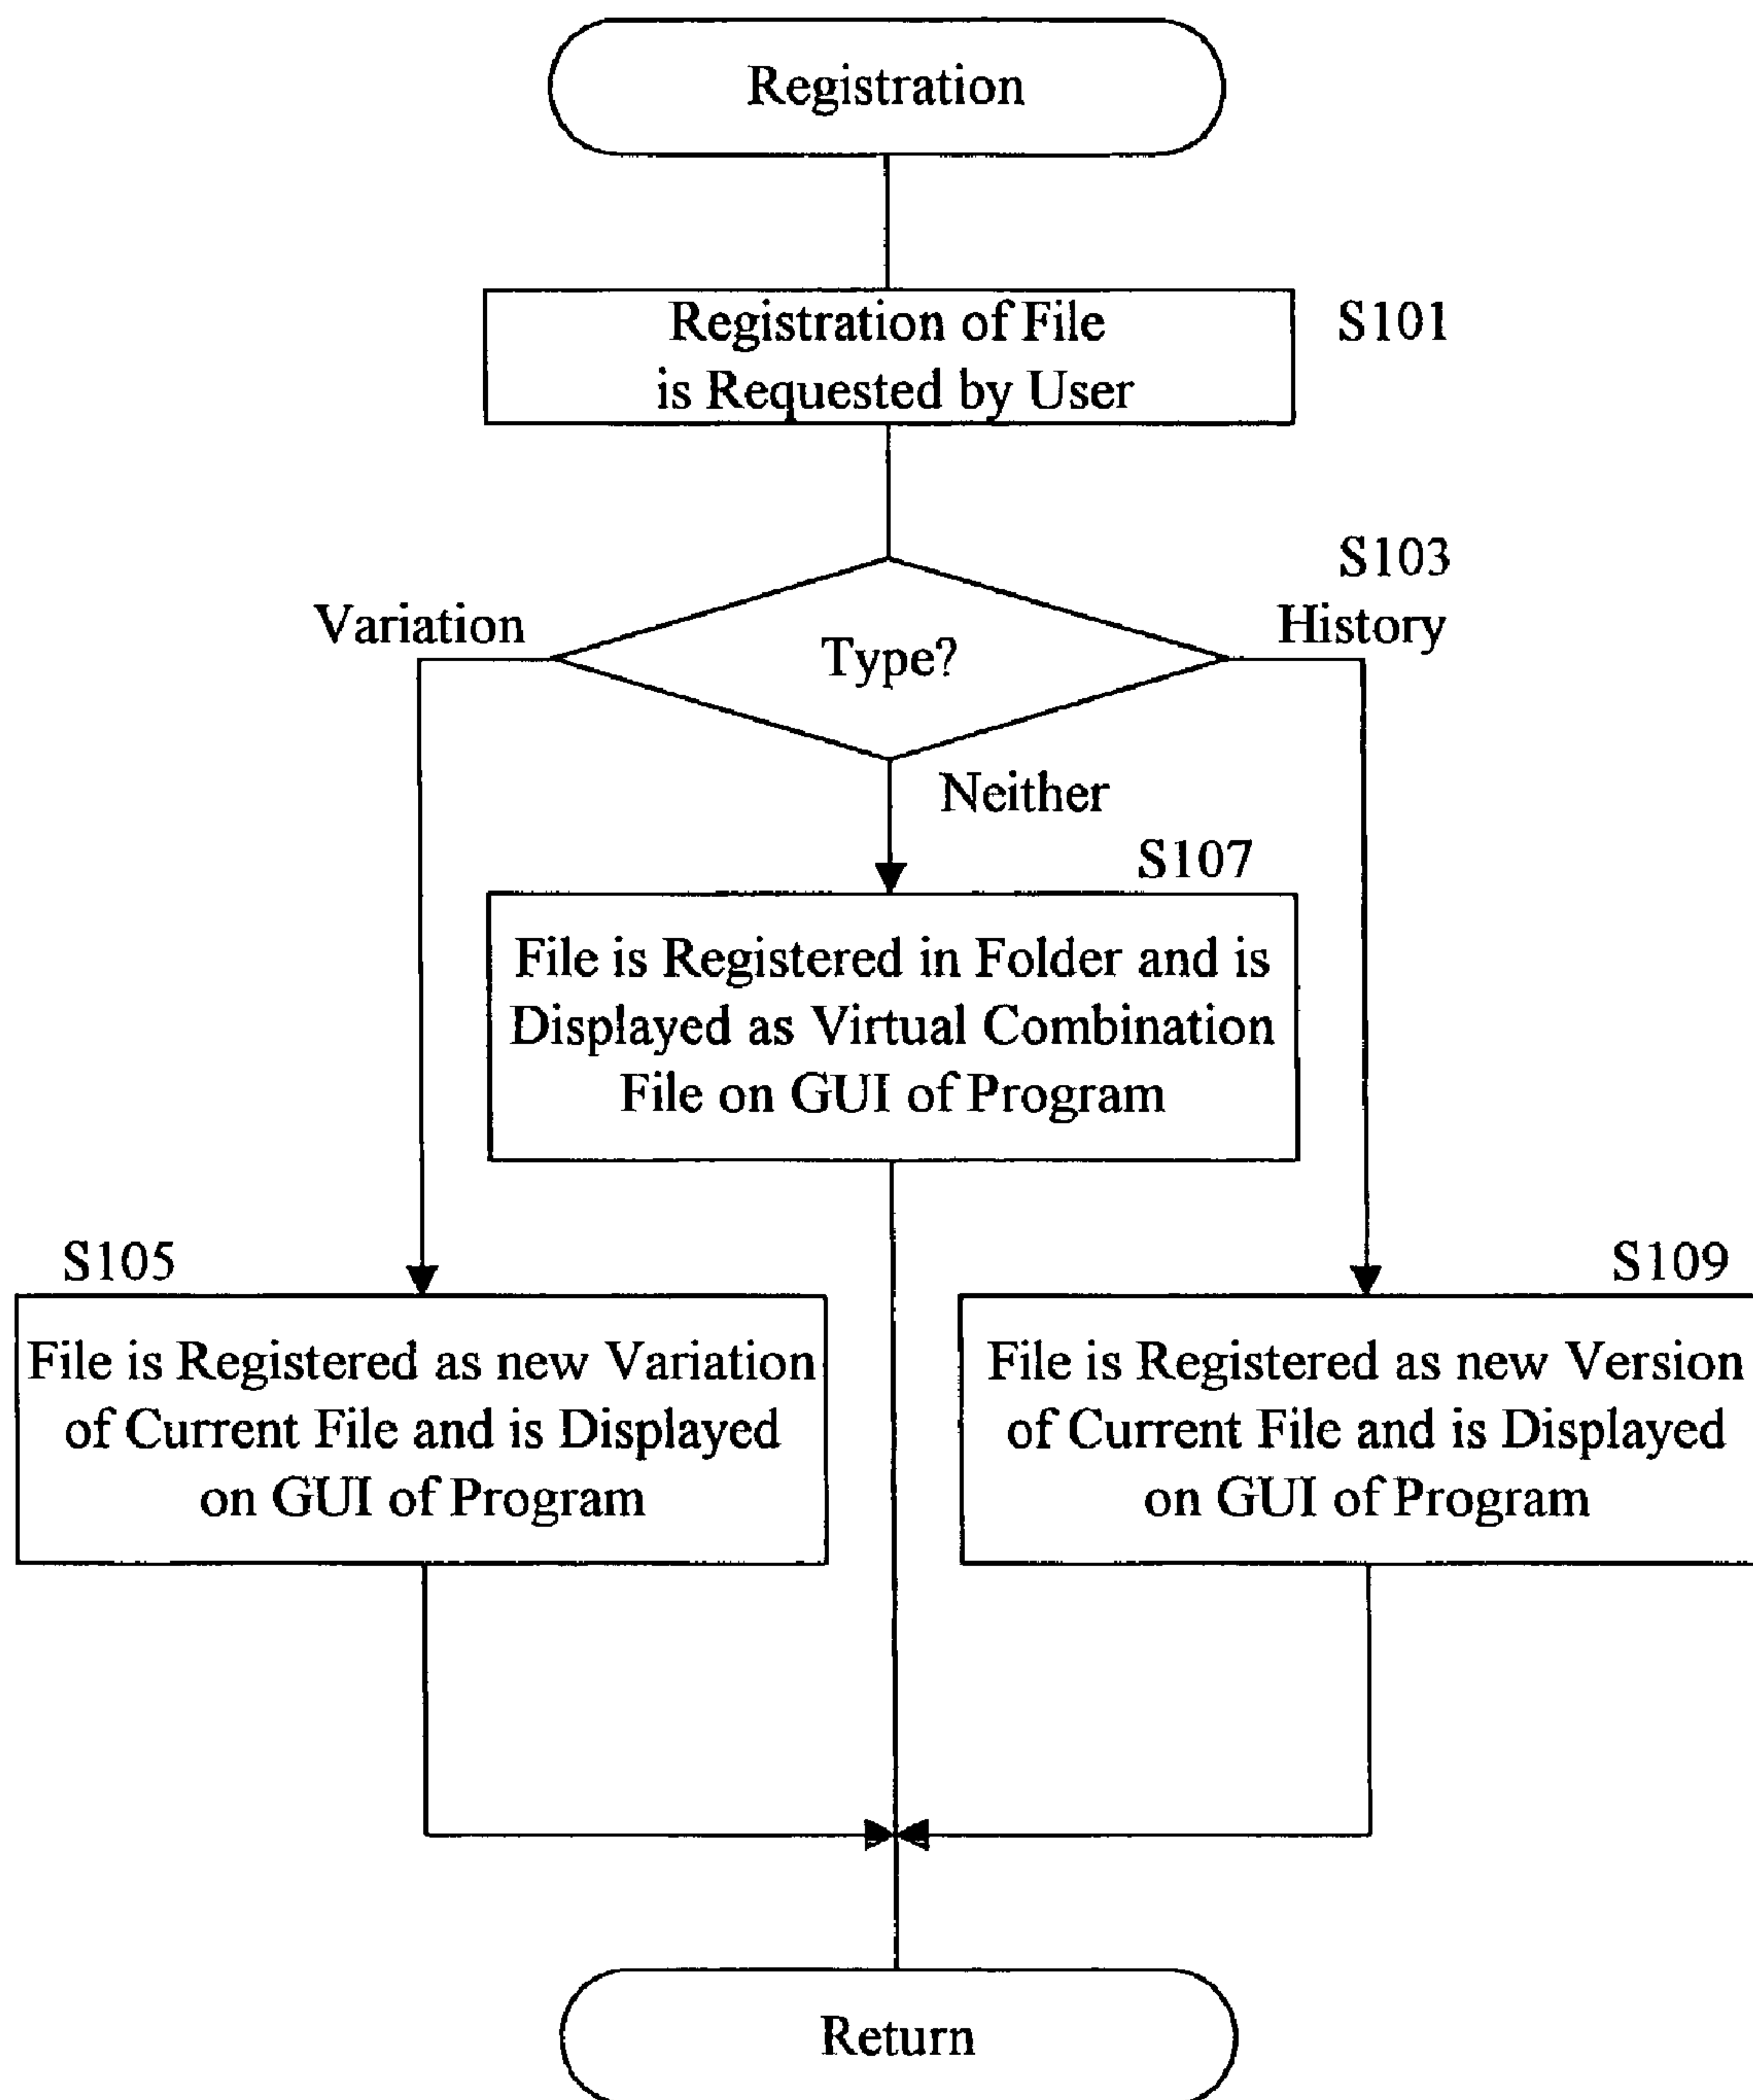 Registration
Registration of File
is Requested by User
S101
S103
Variation
Type?
History
Neither
S107
File is Registered in Folder and is
Displayed as Virtual Combination
File on GUI of Program
S105
File is Registered as new Variation
of Current File and is Displayed
on GUI of Program
S109
File is Registered as new Version
of Current File and is Displayed
on GUI of Program
Return